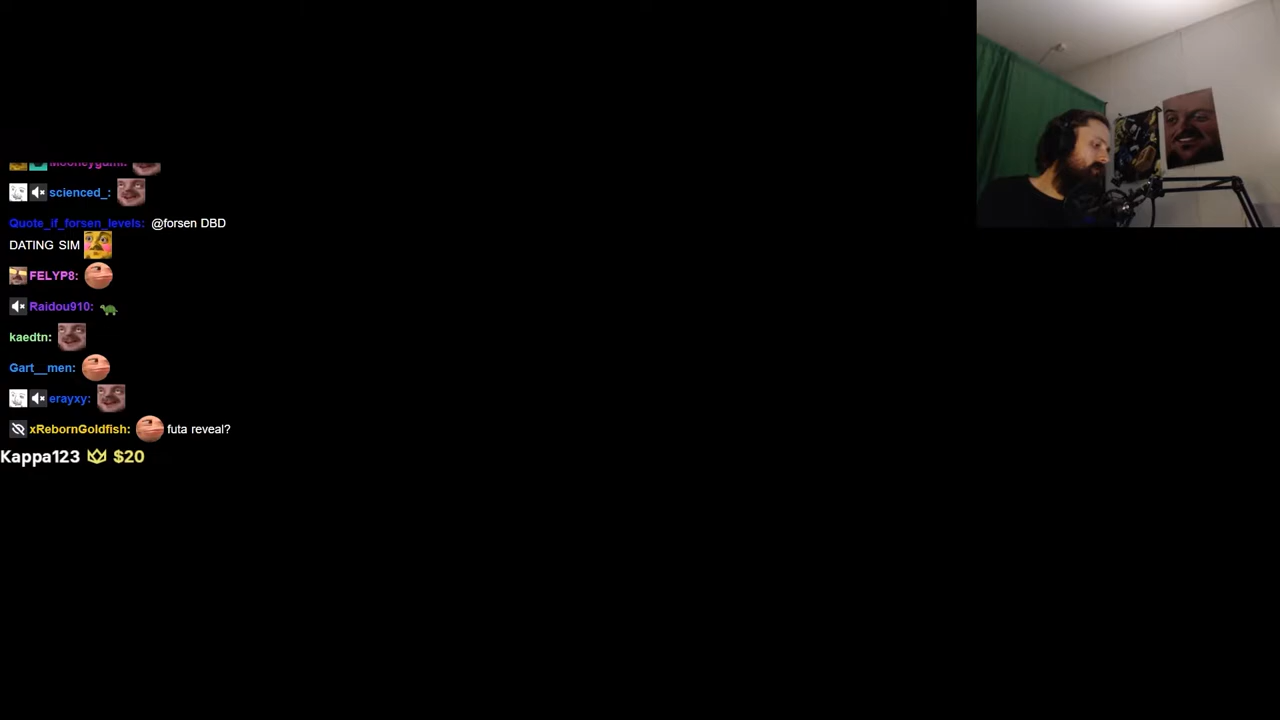 scienced_:
Quote_if_forsen_levels: @forsen DBD
DATING SIM
FELYP8:
Raidou910:
kaedtn:
Gart__men:
erayxy:
xRebornGoldfish: futa reveal?
Kappa123 $20